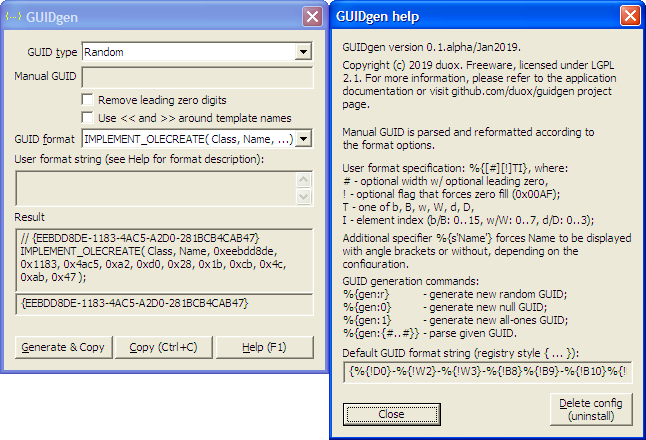 GUIDgen
GUID type
Random
Manual GUID
Remove leading zero digits
Use << and >> around template names
GUID format
IMPLEMENT_OLECREATE( Class, Name, ...)
User format string (see Help for format description):
Result
// {EEBDD8DE-1183-4AC5-A2D0-281BCB4CAB47}
IMPLEMENT_OLECREATE( Class, Name, 0xeebdd8de,
0x1183, 0x4ac5, 0xa2, 0xd0, 0x28, 0x1b, 0xcb, 0x4c,
0xab, 0x47 );
{EEBDD8DE-1183-4AC5-A2D0-281BCB4CAB47}
Generate & Copy
Copy (Ctrl+C)
Help (F1)
GUIDgen help
GUIDgen version 0.1.alpha/Jan2019.
Copyright (c) 2019 duox. Freeware, licensed under LGPL
2.1. For more information, please refer to the application
documentation or visit github.com/duox/guidgen project
page.
Manual GUID is parsed and reformatted according to
the format options.
User format specification: %{[#][!]TI}, where:
# - optional width w/ optional leading zero,
! - optional flag that forces zero fill (0x00AF);
T - one of b, B, w, W, d, D,
I - element index (b/B: 0..15, w/W: 0..7, d/D: 0..3);
Additional specifier %{s'Name'} forces Name to be displayed
with angle brackets or without, depending on the
confiuration.
GUID generation commands:
%{gen:r} - generate new random GUID;
%{gen:0} - generate new null GUID;
%{gen:1} - generate new all-ones GUID;
%{gen:{#..#}} - parse given GUID.
Default GUID format string (registry style { ... }):
{%{!D0}-%{!W2}-%{!W3}-%{!B8}%{!B9}-%{!B10}%{!
Close
Delete config
(uninstall)